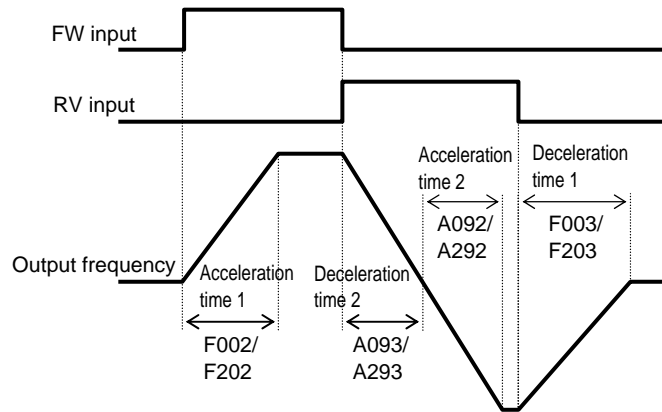 FW input
RV input
Output frequency
Acceleration
time 1
F002/
F202
Deceleration
time 2
A093/
A293
Acceleration
time 2
A092/
A292
Deceleration
time 1
F003/
F203